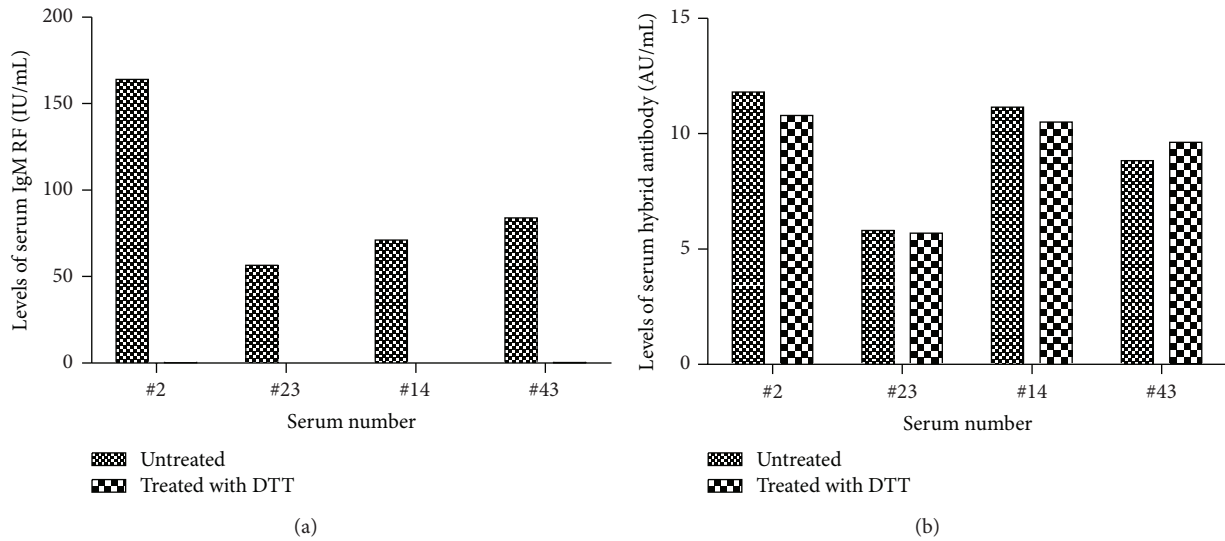 Levels of serum IgM RF (IU/mL)
200
150
100
50
0
#2 #23 #14 #43
Serum number
Untreated
Treated with DTT
(a)
Levels of serum hybrid antibody (AU/mL)
15
10
5
0
#2 #23 #14 #43
Serum number
Untreated
Treated with DTT
(b)